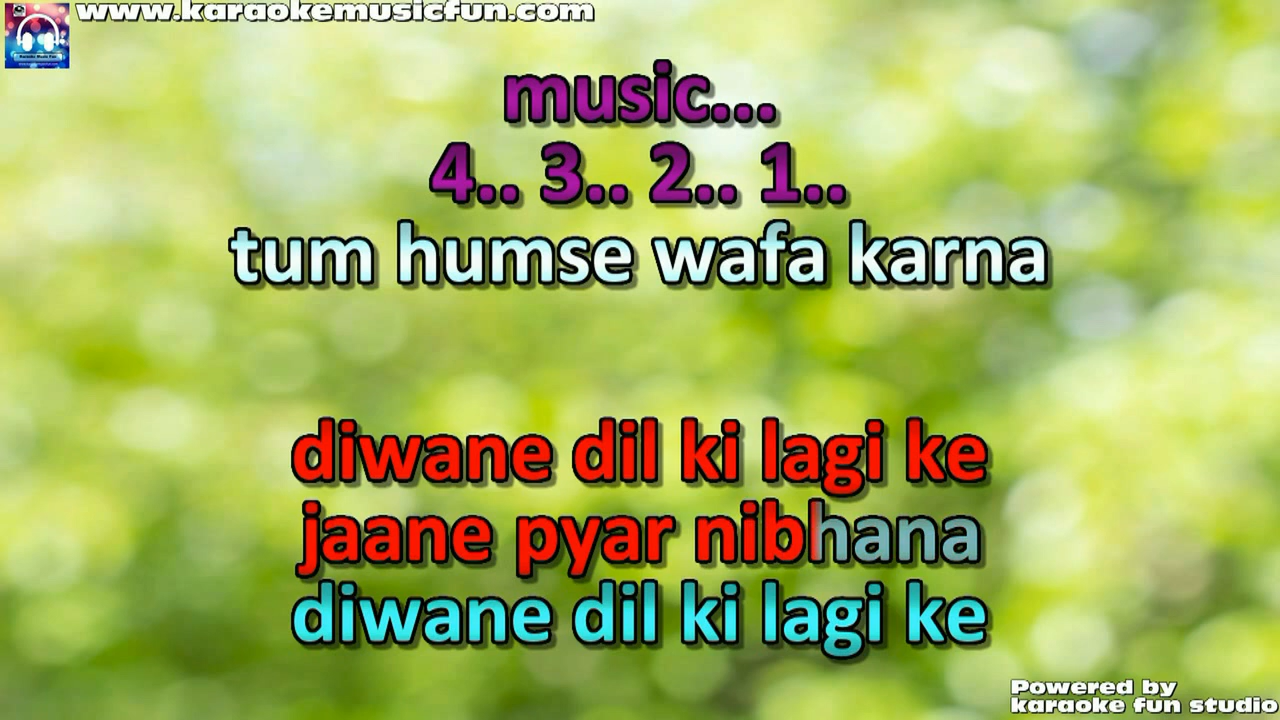 www.karaokemusicfun.com
music...
4.. 3.. 2.. 1..
tum humse wafa karna
diwane dil ki lagi ke
jaane pyar nibhana
diwane dil ki lagi ke
Powered by
karaoke fun studio